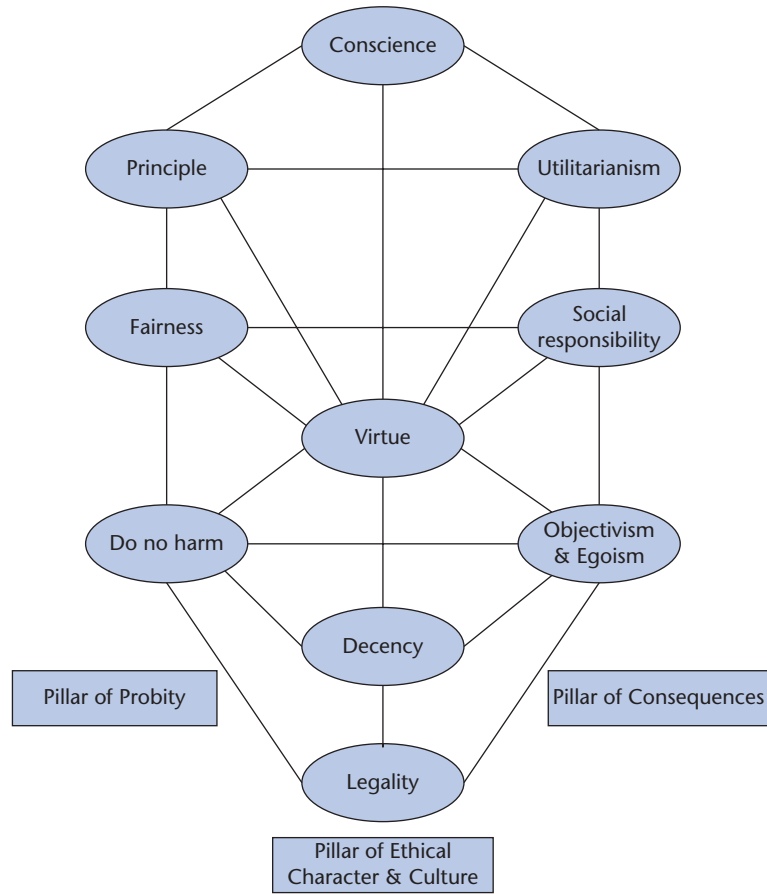 Conscience
Principle
Utilitarianism
Fairness
Social
responsibility
Virtue
Do no harm
Objectivism
& Egoism
Decency
Pillar of Probity
Pillar of Consequences
Legality
Pillar of Ethical
Character & Culture